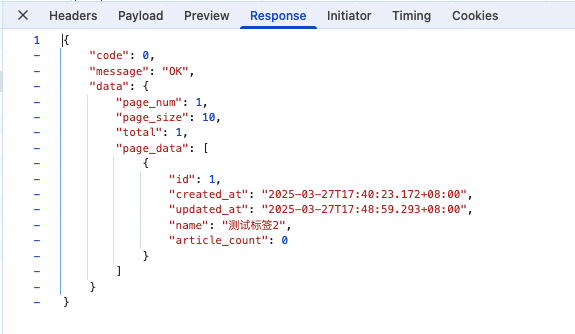 Headers Payload Preview Response Initiator Timing Cookies
1 {
"code": 0,
"message": "OK",
"data": {
"page_num": 1,
"page_size": 10,
"total": 1,
"page_data": [
{
"id": 1,
"created_at": "2025-03-27T17:40:23.172+08:00",
"updated_at": "2025-03-27T17:48:59.293+08:00",
"name": "测试标签2",
"article_count": 0
}
]
}
}